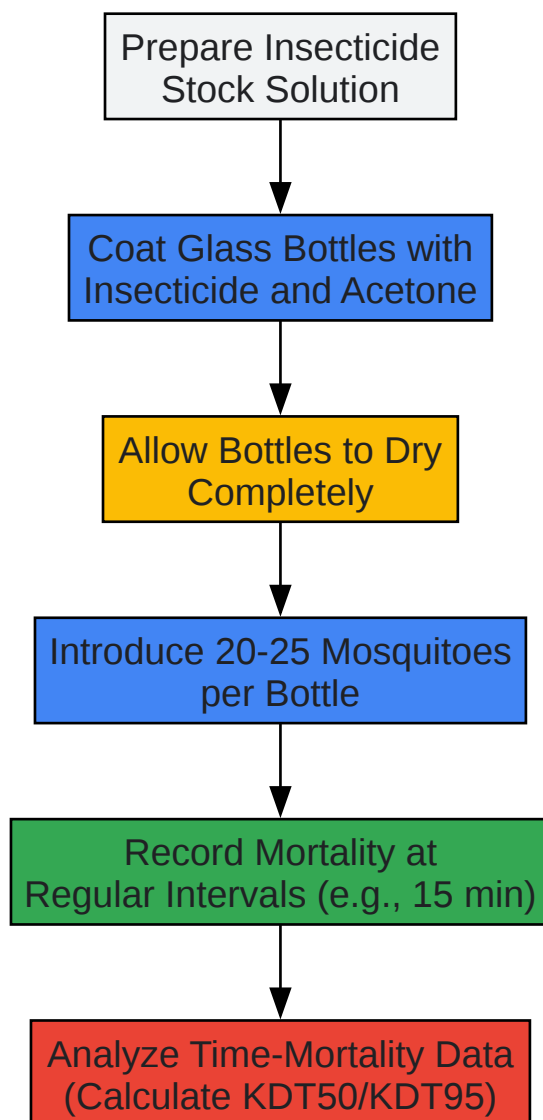 Prepare Insecticide
Stock Solution
Coat Glass Bottles with
Insecticide and Acetone
Allow Bottles to Dry
Completely
Introduce 20-25 Mosquitoes
per Bottle
Record Mortality at
Regular Intervals (e.g., 15 min)
Analyze Time-Mortality Data
(Calculate KDT50/KDT95)